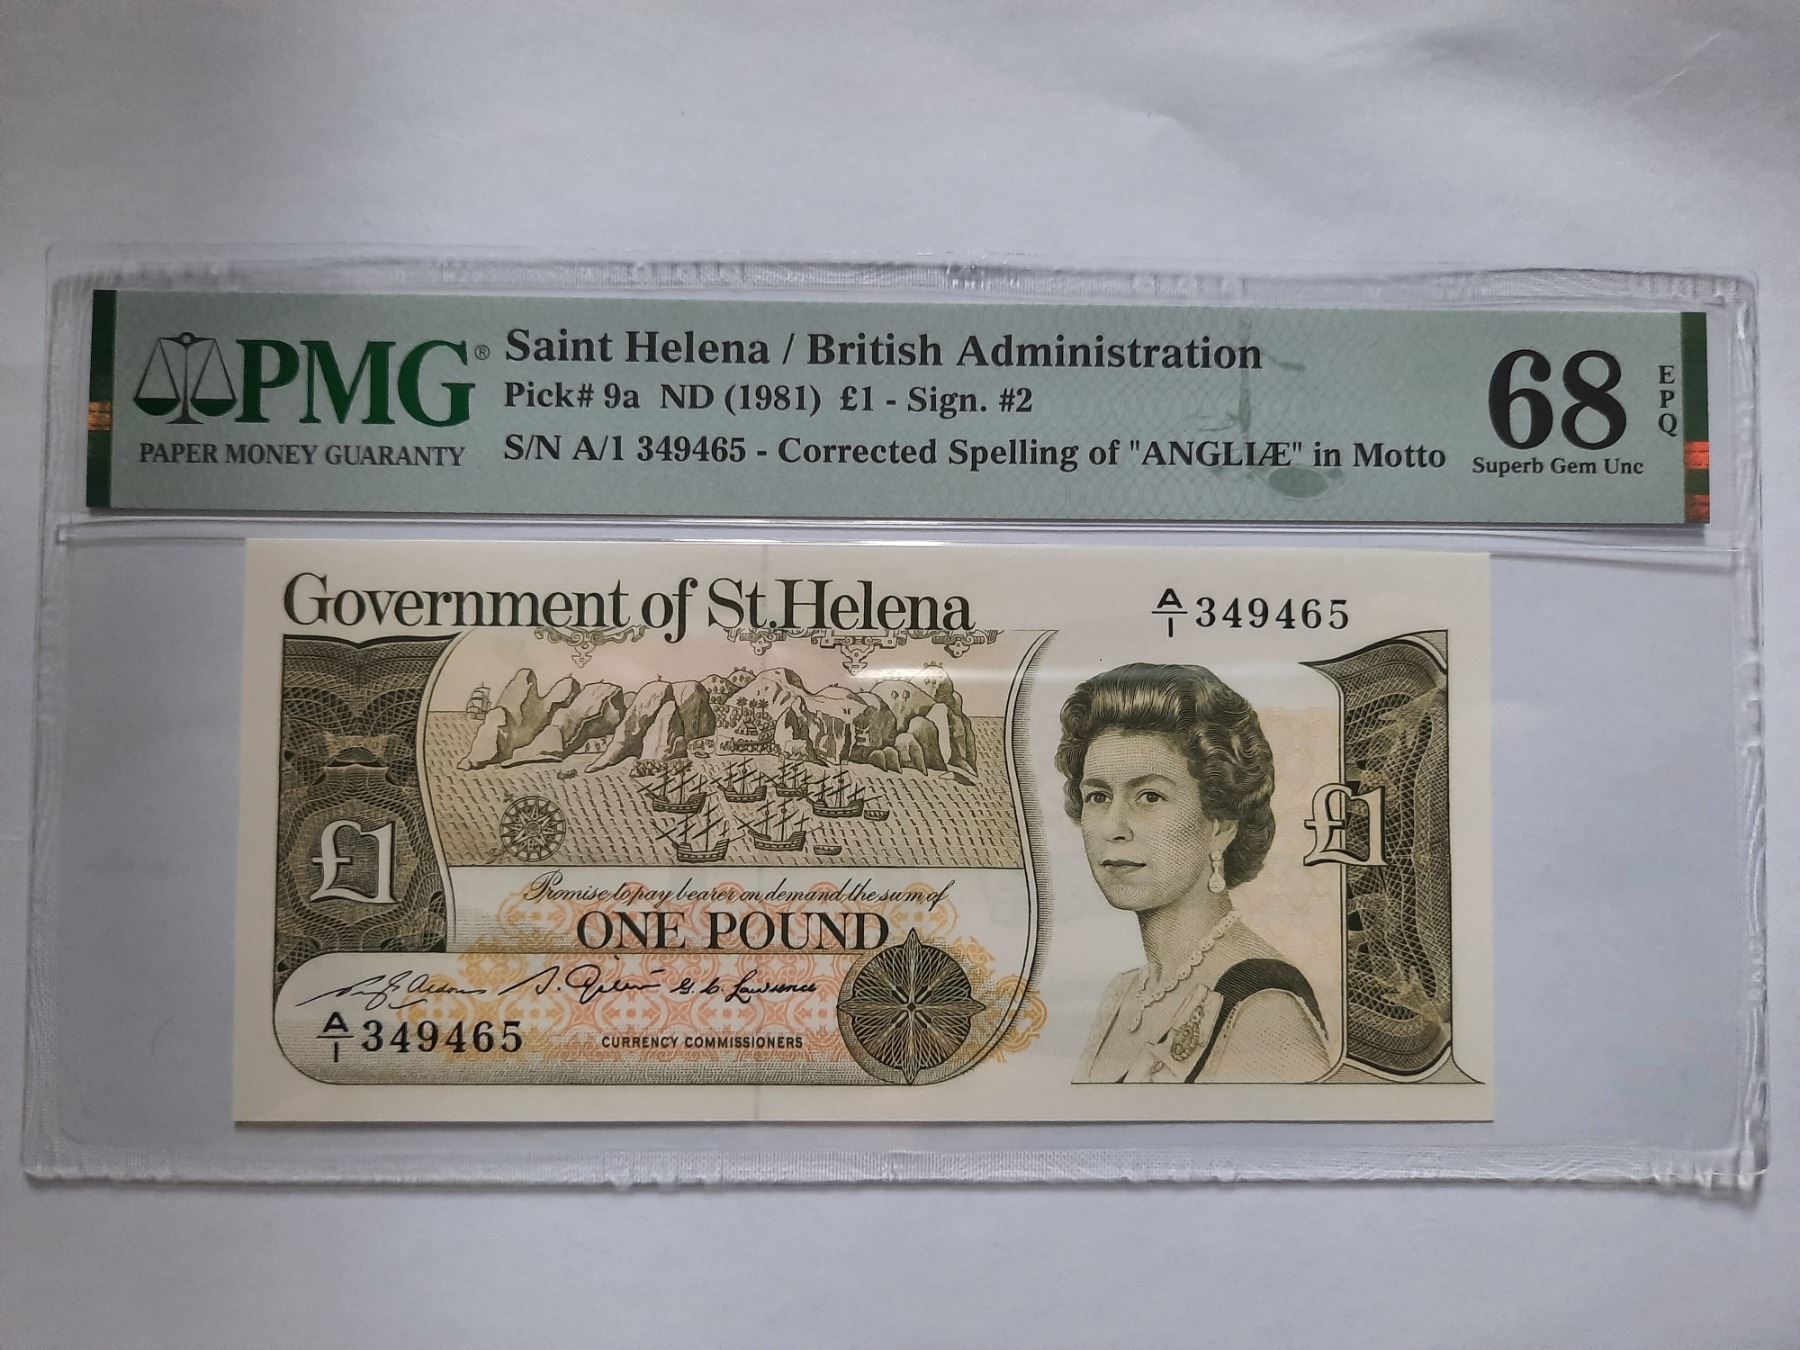 PMG®
PAPER MONEY GUARANTY
Saint Helena / British Administration
Pick# 9a ND (1981) £1 - Sign. #2
S/N A/1 349465 - Corrected Spelling of "ANGLIÆ" in Motto
68
EPQ
Superb Gem Unc
Government of St.Helena
A/1 349465
£1
£1
Promise to pay bearer on demand the sum of
ONE POUND
G. C. Lawrence
A/1 349465
CURRENCY COMMISSIONERS